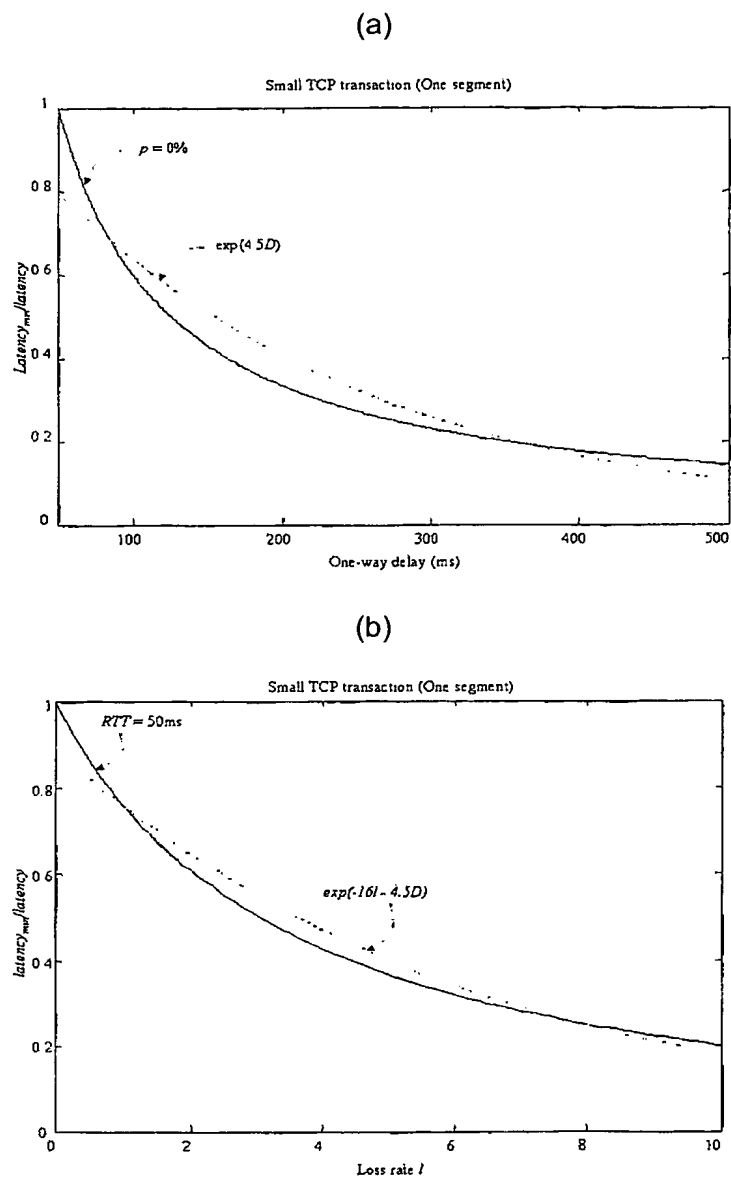 (a)
Small TCP transaction (One segment)
1
p = 0%
0 8
exp(4 5D)
0 6
0 4
0 2
0
Latency /latency
100
200
300
400
500
One-way delay (ms)
(b)
Small TCP transaction (One segment)
1
RTT = 50ms
0 8
0 6
exp(-16l - 4.5D)
0 4
0 2
0
latency /latency
0
2
4
6
8
10
Loss rate l